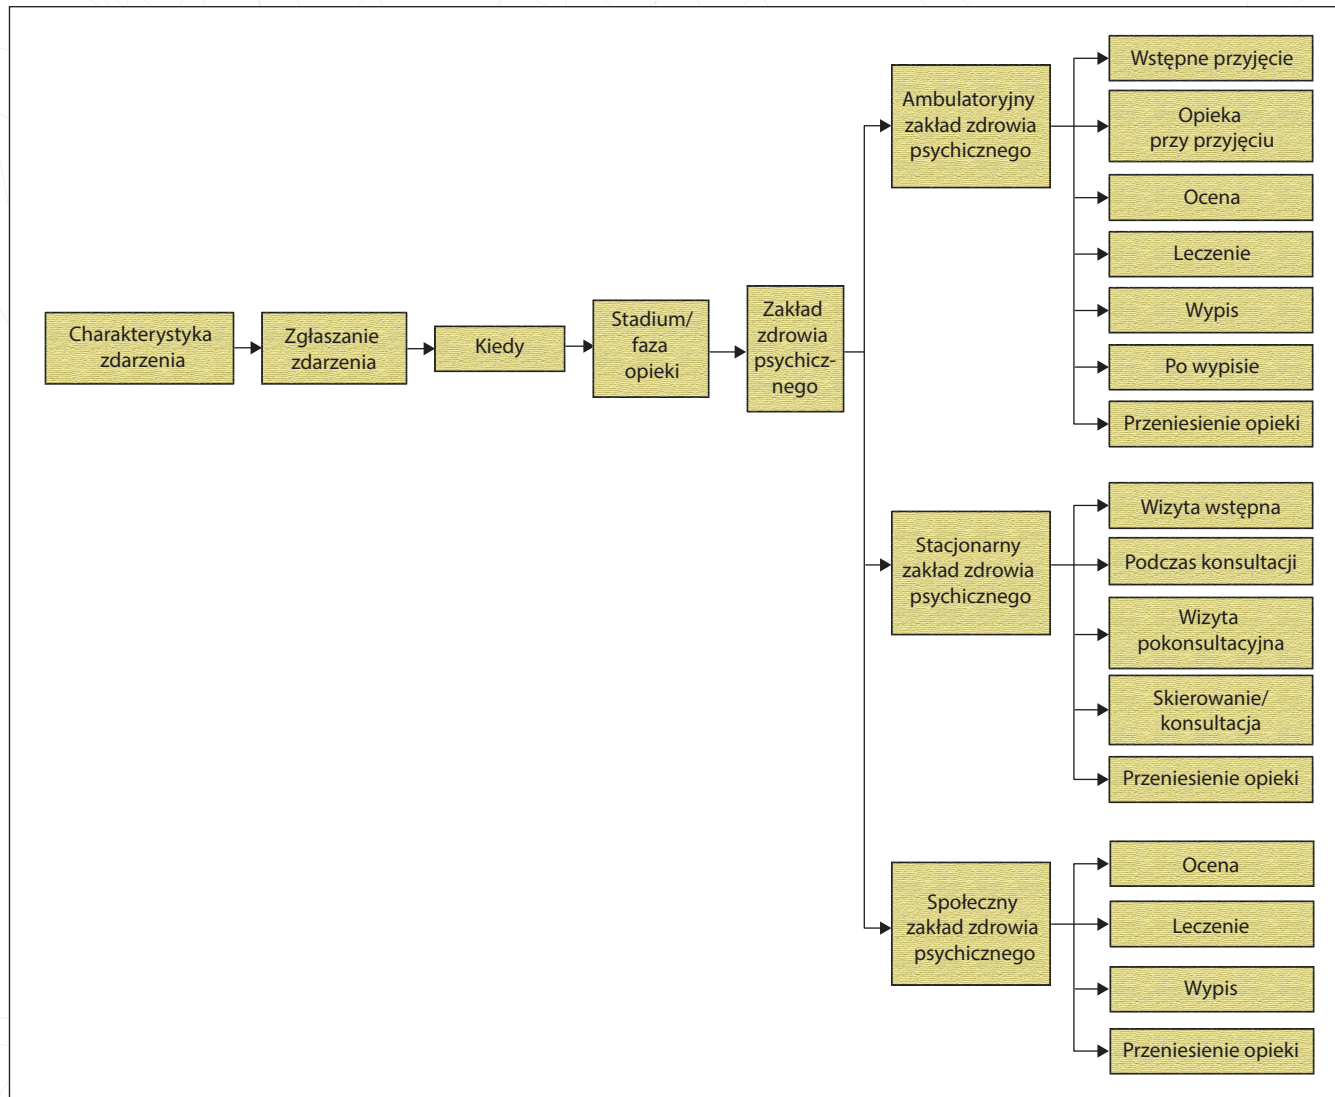 Charakterystyka
zdarzenia
Zgłaszanie
zdarzenia
Kiedy
Stadium/
faza
opieki
Zakład
zdrowia
psychicz-
nego
Ambulatoryjny
zakład zdrowia
psychicznego
Wstępne przyjęcie
Opieka
przy przyjęciu
Ocena
Leczenie
Wypis
Po wypisie
Przeniesienie opieki
Stacjonarny
zakład zdrowia
psychicznego
Wizyta wstępna
Podczas konsultacji
Wizyta
pokonsultacyjna
Skierowanie/
konsultacja
Przeniesienie opieki
Społeczny
zakład zdrowia
psychicznego
Ocena
Leczenie
Wypis
Przeniesienie opieki